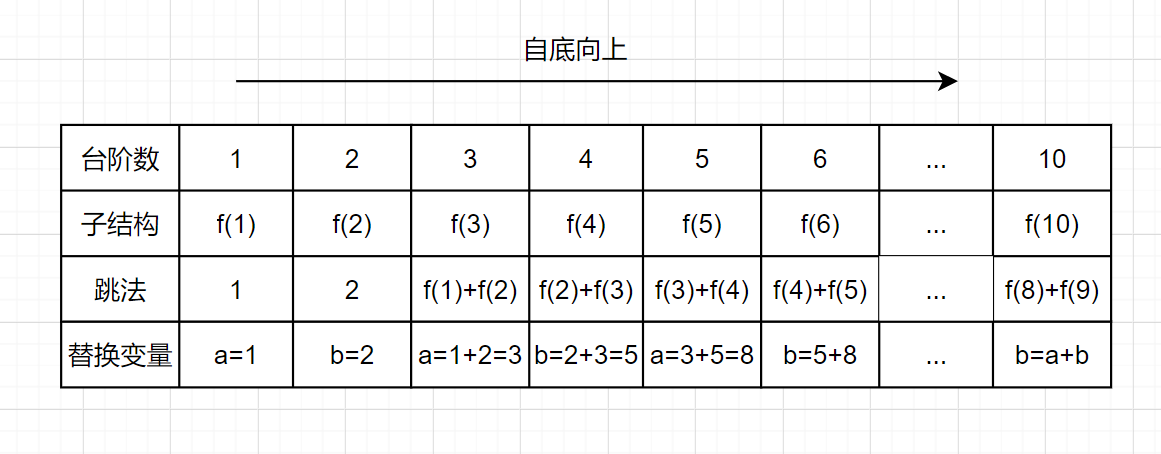 自底向上
台阶数 1 2 3 4 5 6 ... 10
子结构 f(1) f(2) f(3) f(4) f(5) f(6) ... f(10)
跳法 1 2 f(1)+f(2) f(2)+f(3) f(3)+f(4) f(4)+f(5) ... f(8)+f(9)
替换变量 a=1 b=2 a=1+2=3 b=2+3=5 a=3+5=8 b=5+8 ... b=a+b